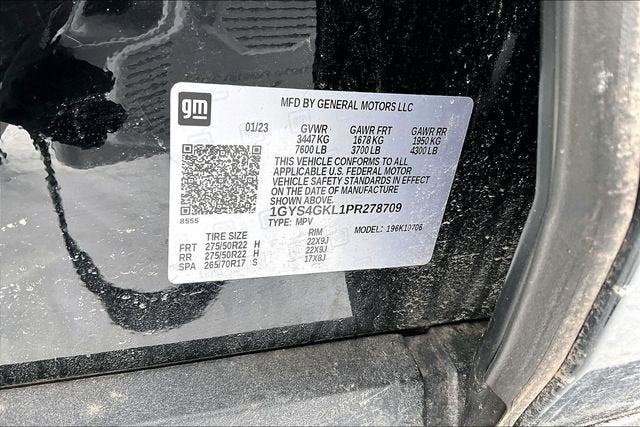 gm
MFD BY GENERAL MOTORS LLC
01/23 GVWR GAWR FRT GAWR RR
3447 KG 1678 KG 1950 KG
7600 LB 3700 LB 4300 LB
THIS VEHICLE CONFORMS TO ALL
APPLICABLE U.S. FEDERAL MOTOR
VEHICLE SAFETY STANDARDS IN EFFECT
ON THE DATE OF MANUFACTURE
SHOWN ABOVE.
8555
1GYS4GKL1PR278709
TYPE: MPV MODEL: 196K10706
TIRE SIZE RIM
FRT 275/50R22 H 22X9J
RR 275/50R22 H 22X9J
SPA 265/70R17 S 17X8J